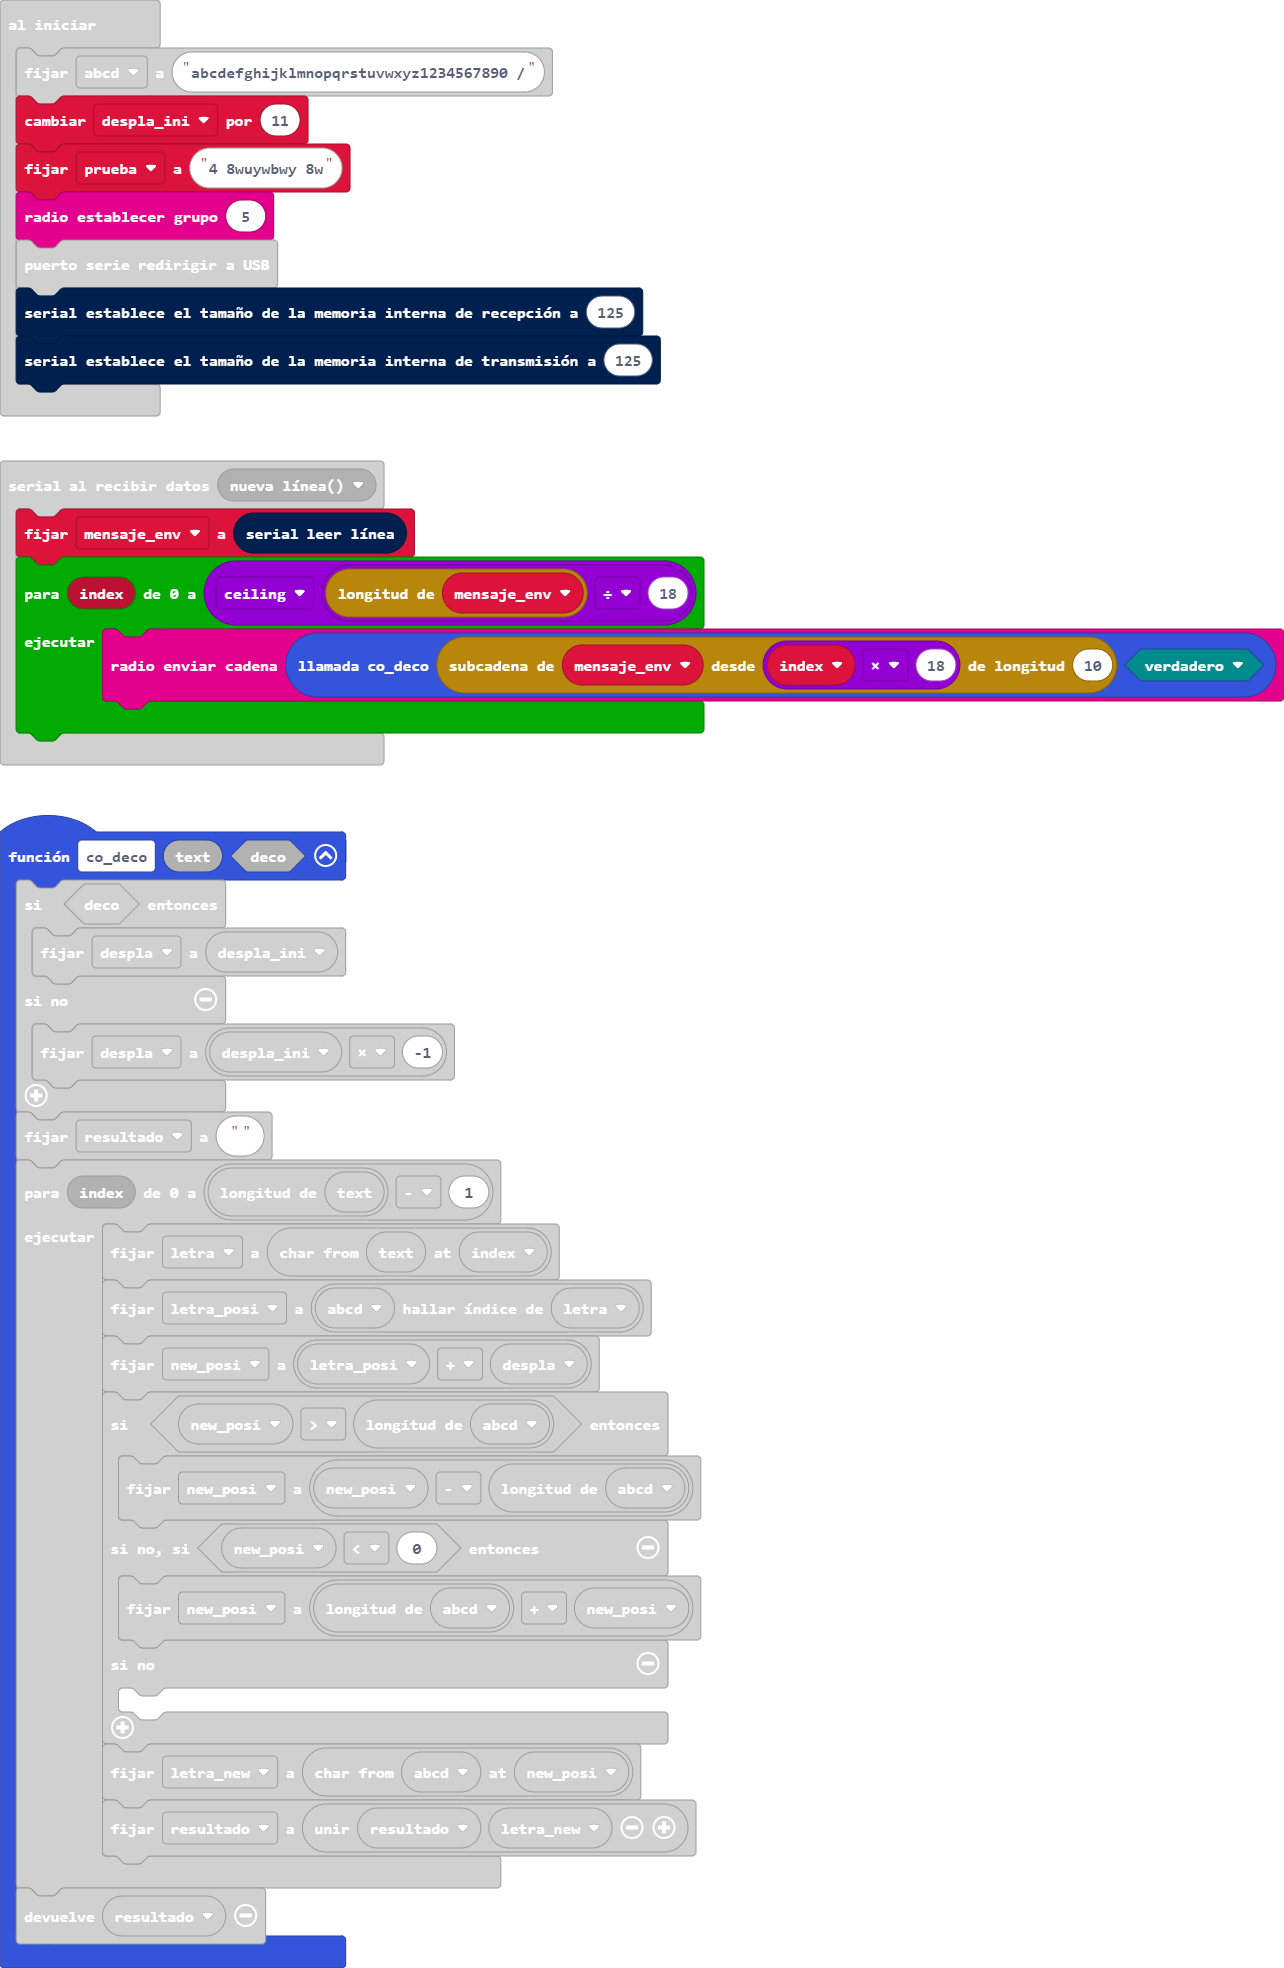 al iniciar
fijar abcd a "abcdefghijklmnopqrstuvwxyz1234567890 /"
cambiar despla_ini por 11
fijar prueba a "4 8wuywbwy 8w"
radio establecer grupo 5
puerto serie redirigir a USB
serial establece el tamaño de la memoria interna de recepción a 125
serial establece el tamaño de la memoria interna de transmisión a 125
serial al recibir datos nueva línea()
fijar mensaje_env a serial leer línea
para index de 0 a ceiling longitud de mensaje_env ÷ 18
ejecutar
radio enviar cadena llamada co_deco subcadena de mensaje_env desde index × 18 de longitud 10 verdadero
función co_deco text deco
si deco entonces
fijar despla a despla_ini
si no
fijar despla a despla_ini × -1
fijar resultado a ""
para index de 0 a longitud de text - 1
ejecutar
fijar letra a char from text at index
fijar letra_posi a abcd hallar índice de letra
fijar new_posi a letra_posi + despla
si new_posi > longitud de abcd entonces
fijar new_posi a new_posi - longitud de abcd
si no, si new_posi < 0 entonces
fijar new_posi a longitud de abcd + new_posi
si no
fijar letra_new a char from abcd at new_posi
fijar resultado a unir resultado letra_new
devuelve resultado